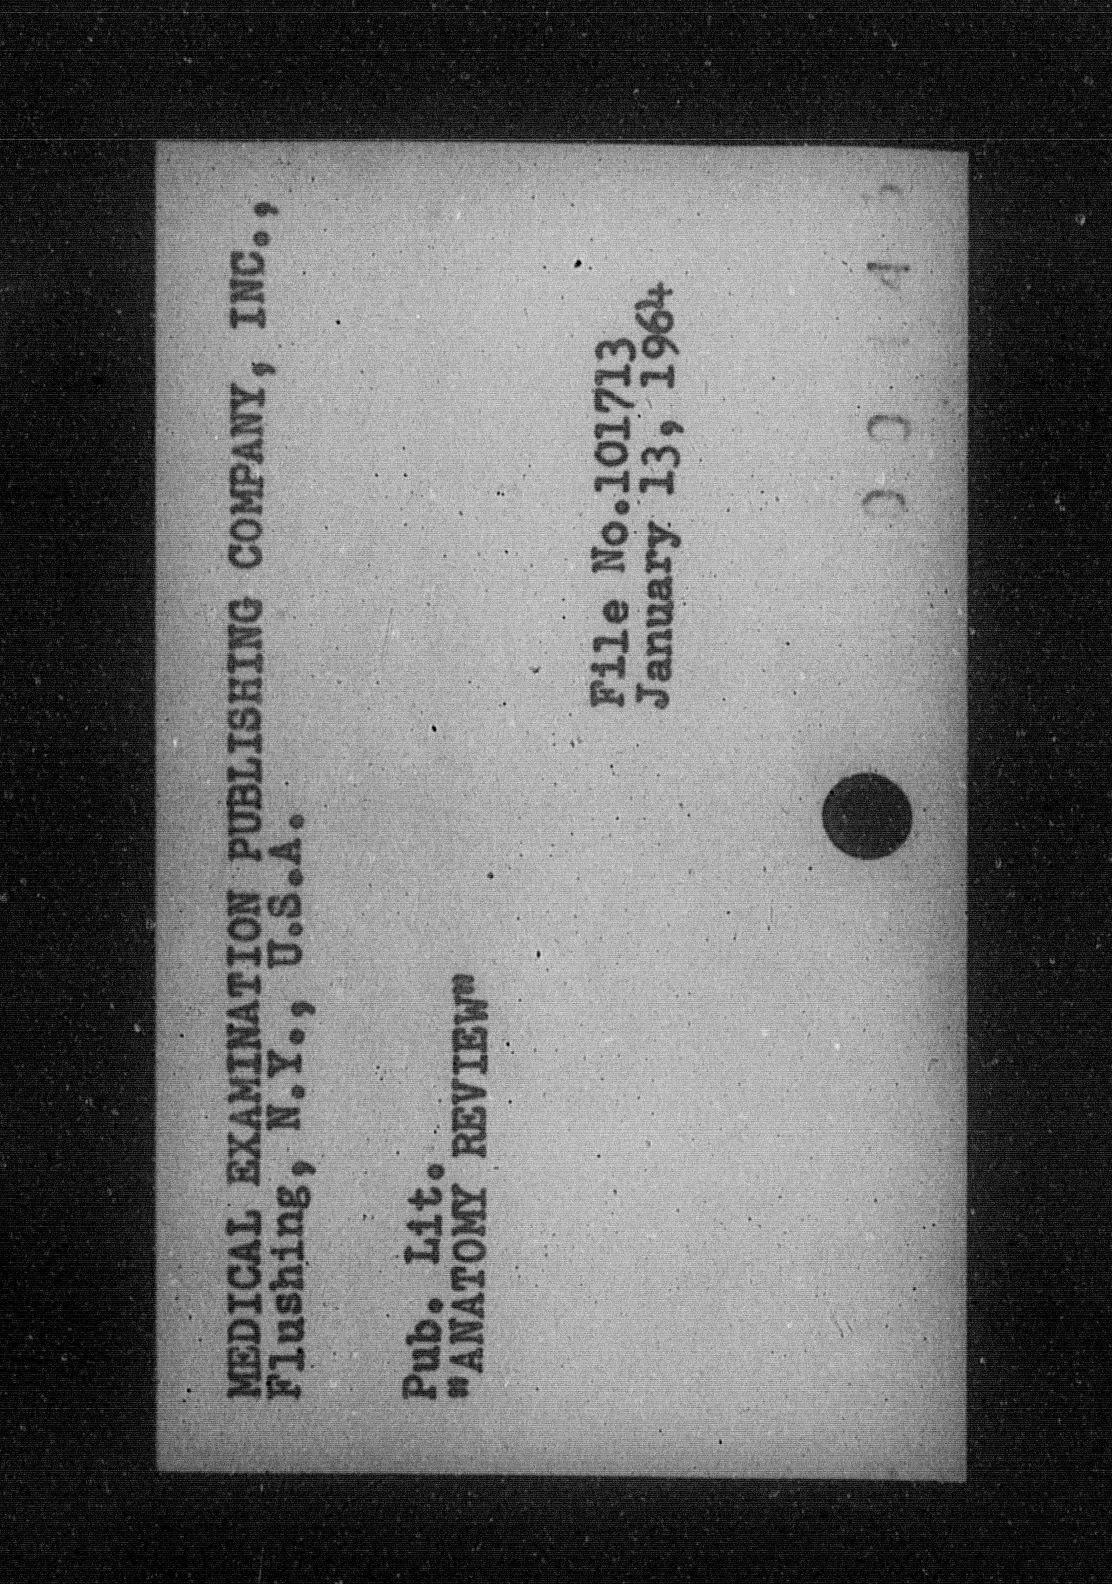 MEDICAL EXAMINATION PUBLISHING COMPANY, INC.,
Flushing, N.Y., U.S.A.
Pub. Lit.
"ANATOMY REVIEW"
File No.101713
January 13, 1964